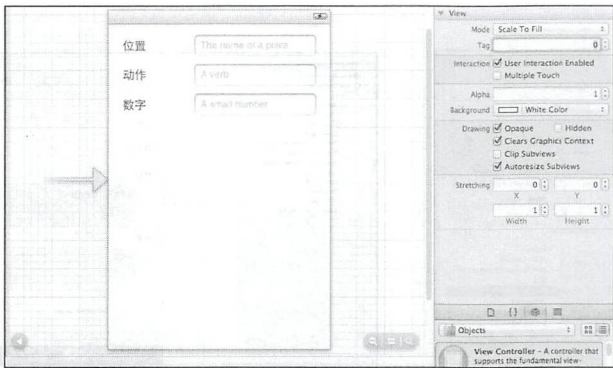 位置
The name of a place
动作
A verb
数字
A small number
View
Mode Scale To Fill
Tag 0
Interaction User Interaction Enabled
Multiple Touch
Alpha 1
Background White Color
Drawing Opaque Hidden
Clears Graphics Context
Clip Subviews
Autoresize Subviews
Stretching 0 0
X Y
1 1
Width Height
{}
Objects
View Controller - A controller that
supports the fundamental view-